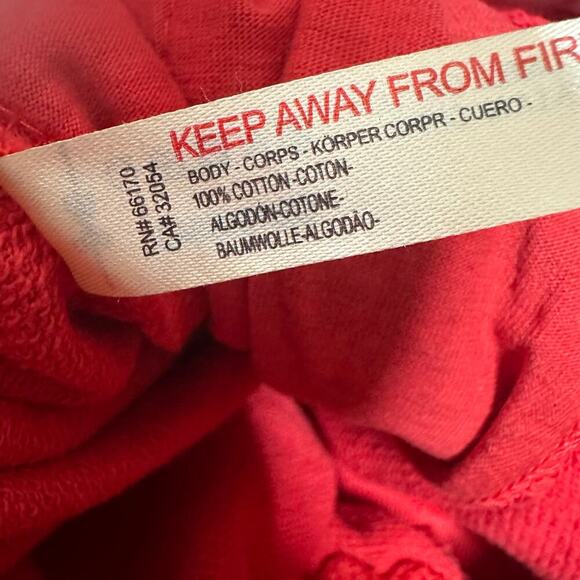 KEEP AWAY FROM FIR
BODY - CORPS - KÖRPER CORPR - CUERO -
100% COTTON -COTON-
ALGODÓN-COTONE-
BAUMWOLLE-ALGODÃO-
RN# 66170
CA# 32054